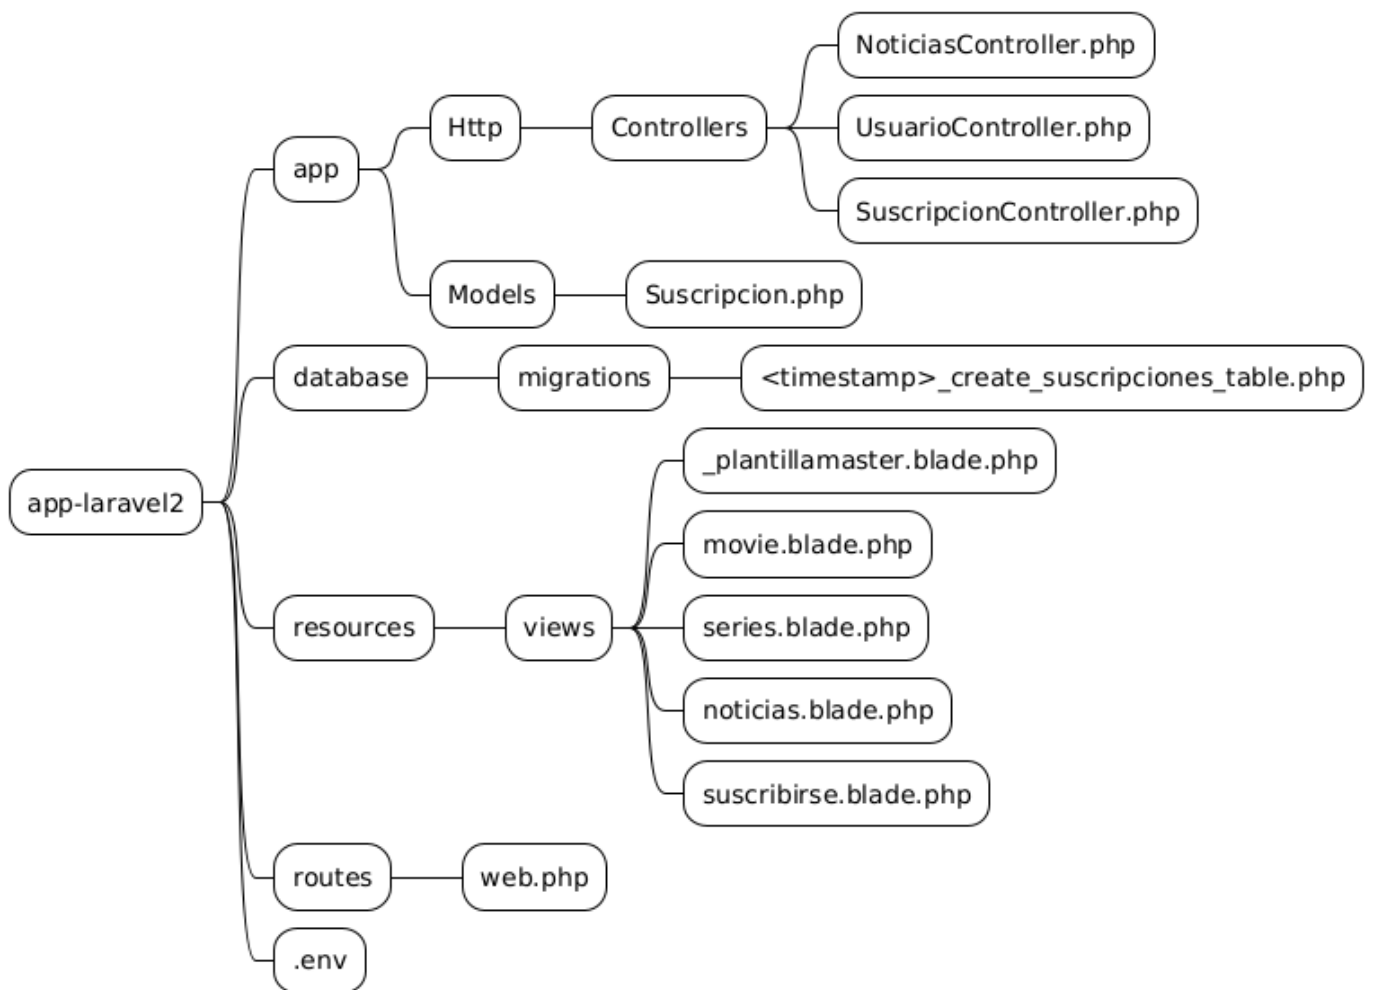 app-laravel2
app
Http
Controllers
NoticiasController.php
UsuarioController.php
SuscripcionController.php
Models
Suscripcion.php
database
migrations
<timestamp>_create_suscripciones_table.php
resources
views
_plantillamaster.blade.php
movie.blade.php
series.blade.php
noticias.blade.php
suscribirse.blade.php
routes
web.php
.env